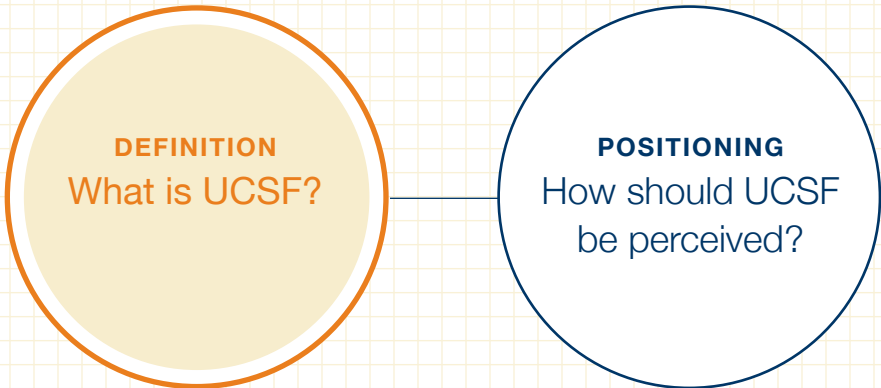 DEFINITION
What is UCSF?
POSITIONING
How should UCSF
be perceived?